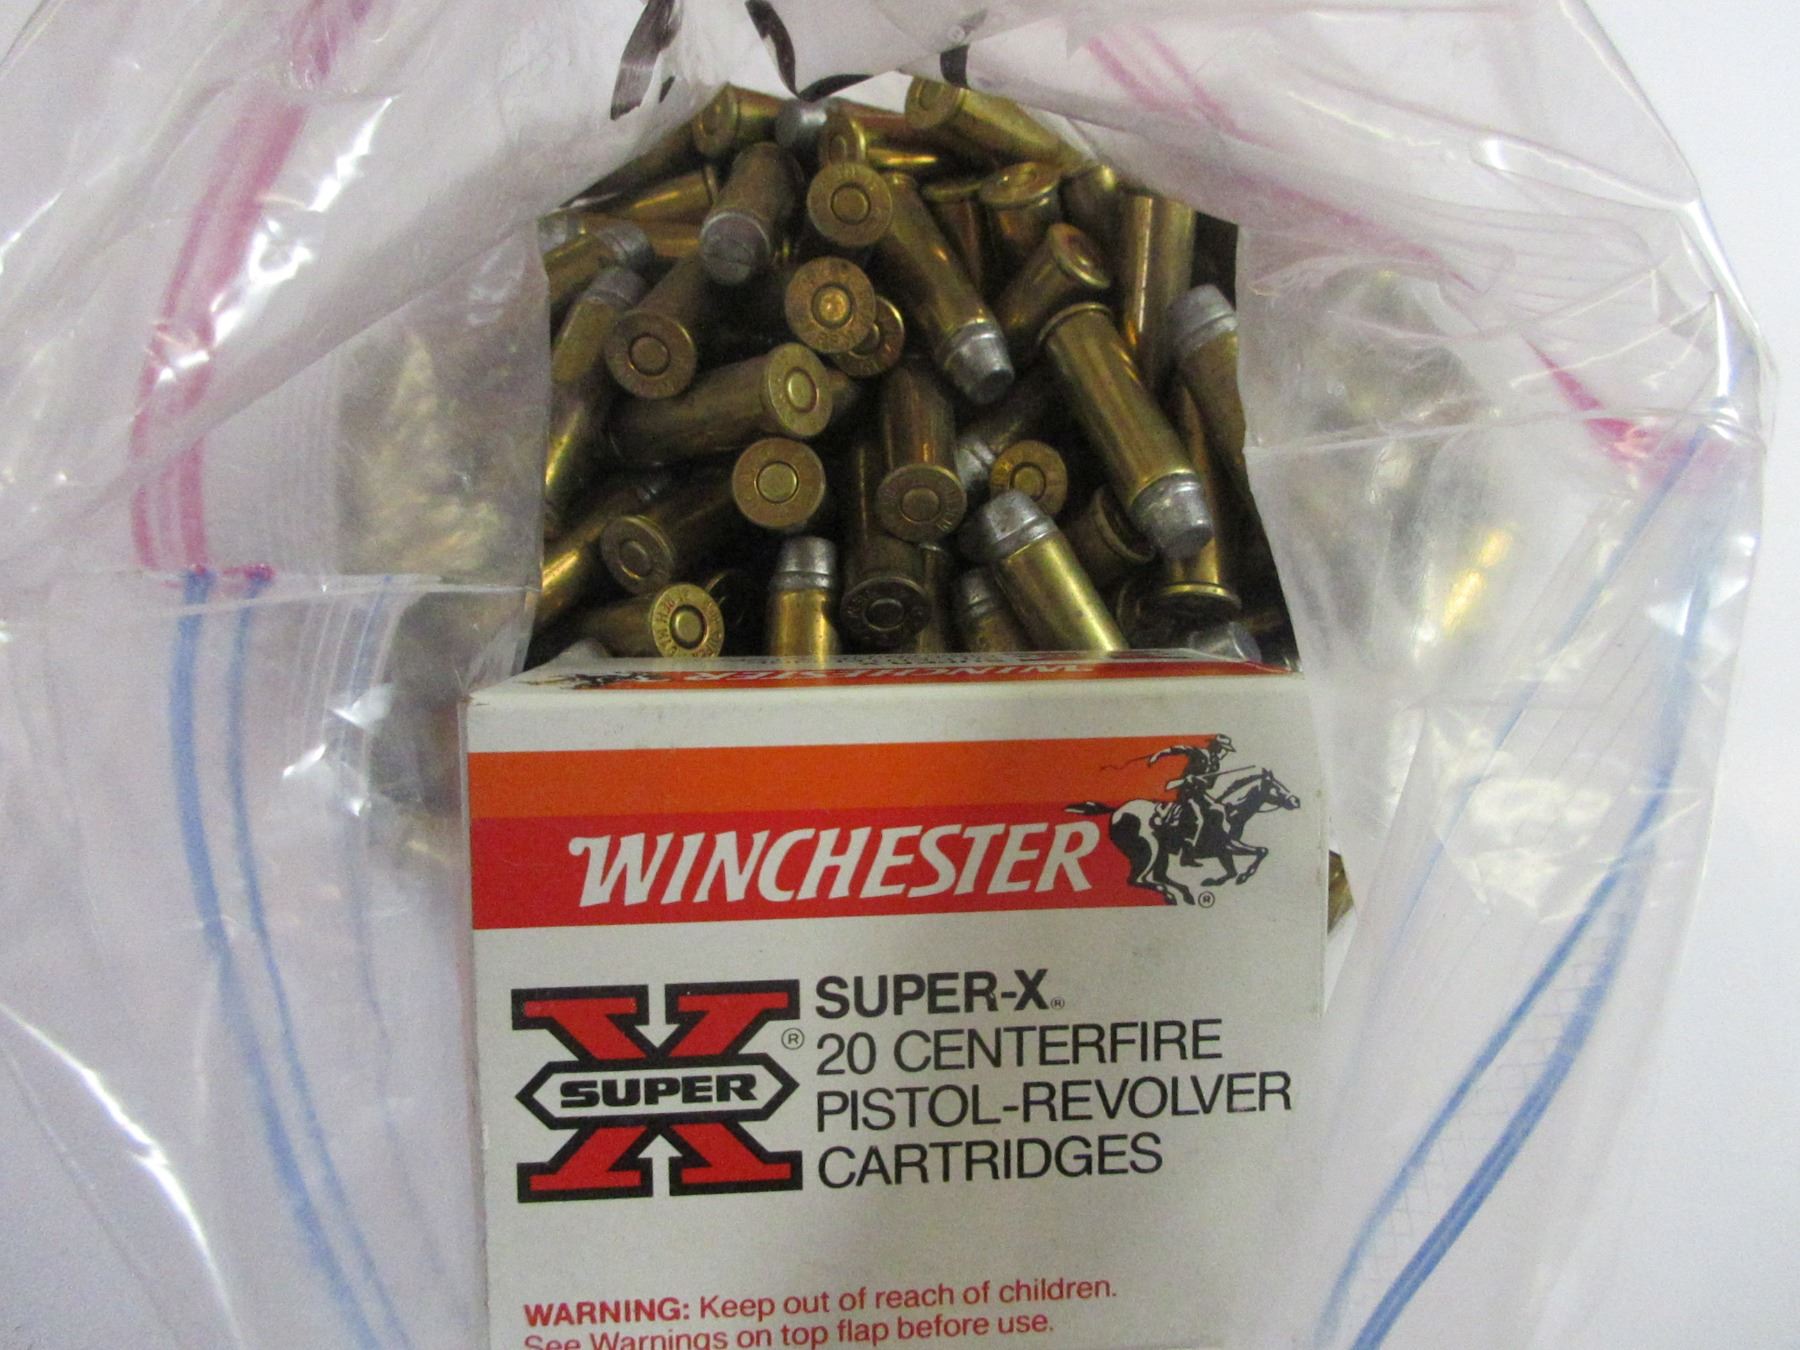 WINCHESTER
WINCHESTER
®
SUPER
®
SUPER-X®
20 CENTERFIRE
PISTOL-REVOLVER
CARTRIDGES
WARNING: Keep out of reach of children.
See Warnings on top flap before use.